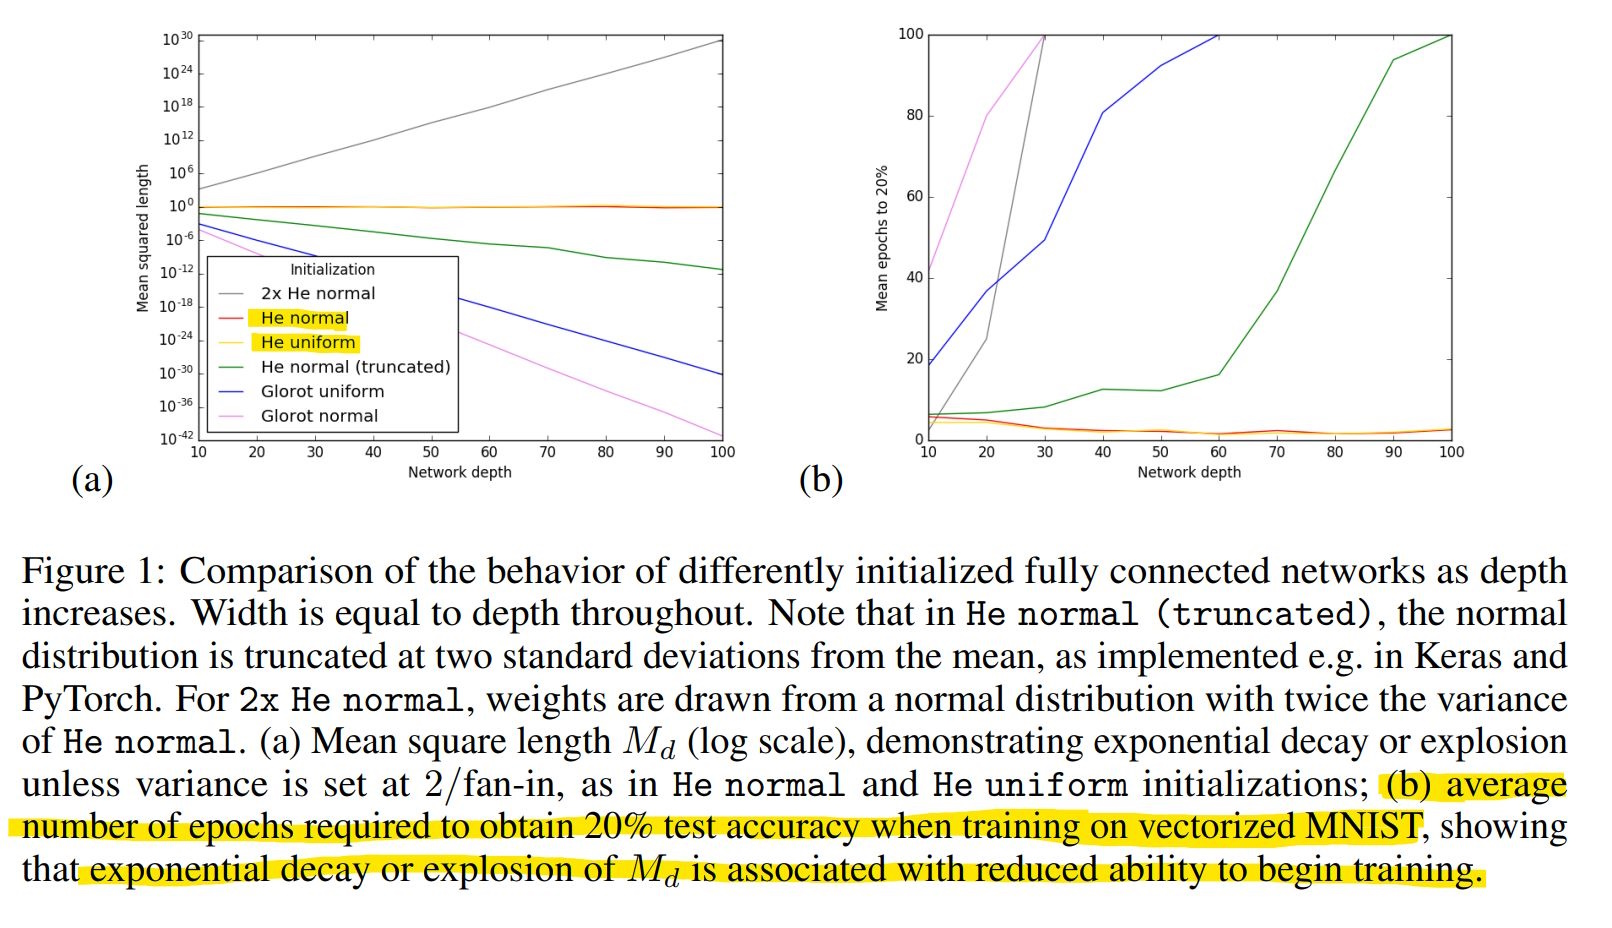 10^30
10^24
10^18
10^12
10^6
10^0
10^-6
10^-12
10^-18
10^-24
10^-30
10^-36
10^-42
Mean squared length
Initialization
2x He normal
He normal
He uniform
He normal (truncated)
Glorot uniform
Glorot normal
10 20 30 40 50 60 70 80 90 100
Network depth
(a)
100
80
60
40
20
0
Mean epochs to 20%
10 20 30 40 50 60 70 80 90 100
Network depth
(b)
Figure 1: Comparison of the behavior of differently initialized fully connected networks as depth
increases. Width is equal to depth throughout. Note that in He normal (truncated), the normal
distribution is truncated at two standard deviations from the mean, as implemented e.g. in Keras and
PyTorch. For 2x He normal, weights are drawn from a normal distribution with twice the variance
of He normal. (a) Mean square length M_d (log scale), demonstrating exponential decay or explosion
unless variance is set at 2/fan-in, as in He normal and He uniform initializations; (b) average
number of epochs required to obtain 20% test accuracy when training on vectorized MNIST, showing
that exponential decay or explosion of M_d is associated with reduced ability to begin training.